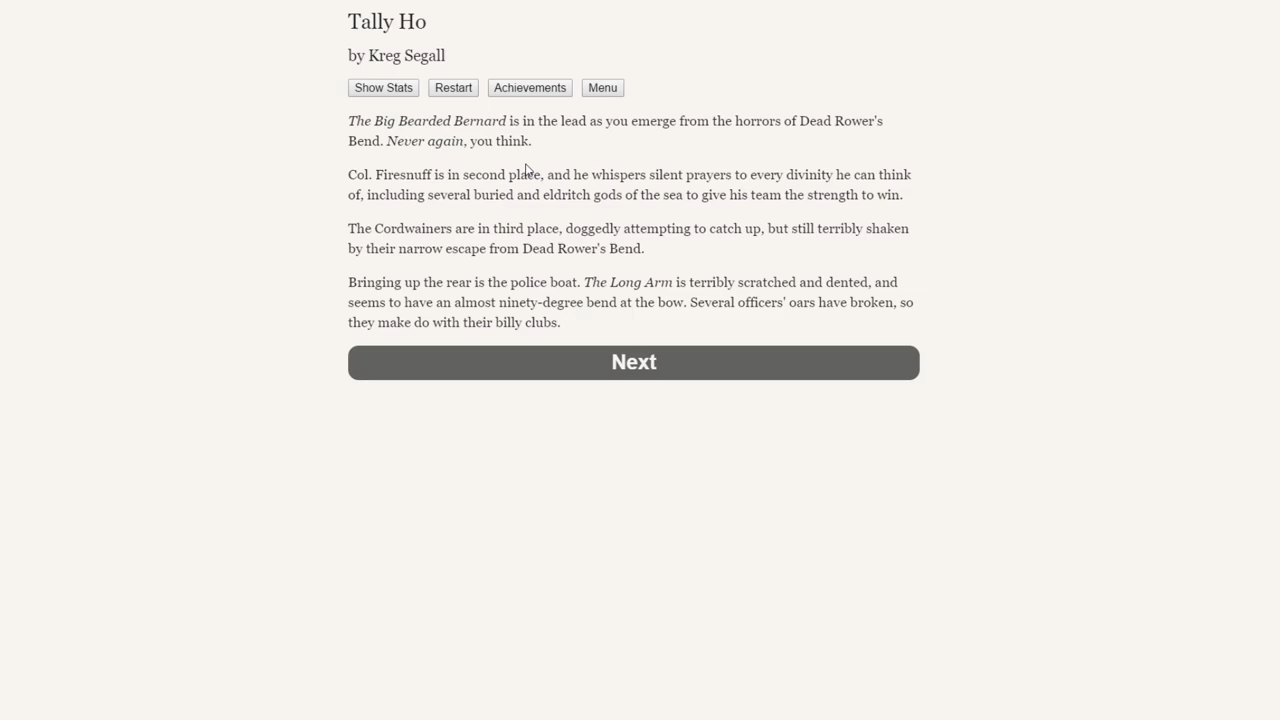 Tally Ho
by Kreg Segall
Show Stats Restart Achievements Menu
The Big Bearded Bernard is in the lead as you emerge from the horrors of Dead Rower's
Bend. Never again, you think.
Col. Firesnuff is in second place, and he whispers silent prayers to every divinity he can think
of, including several buried and eldritch gods of the sea to give his team the strength to win.
The Cordwainers are in third place, doggedly attempting to catch up, but still terribly shaken
by their narrow escape from Dead Rower's Bend.
Bringing up the rear is the police boat. The Long Arm is terribly scratched and dented, and
seems to have an almost ninety-degree bend at the bow. Several officers' oars have broken, so
they make do with their billy clubs.
Next